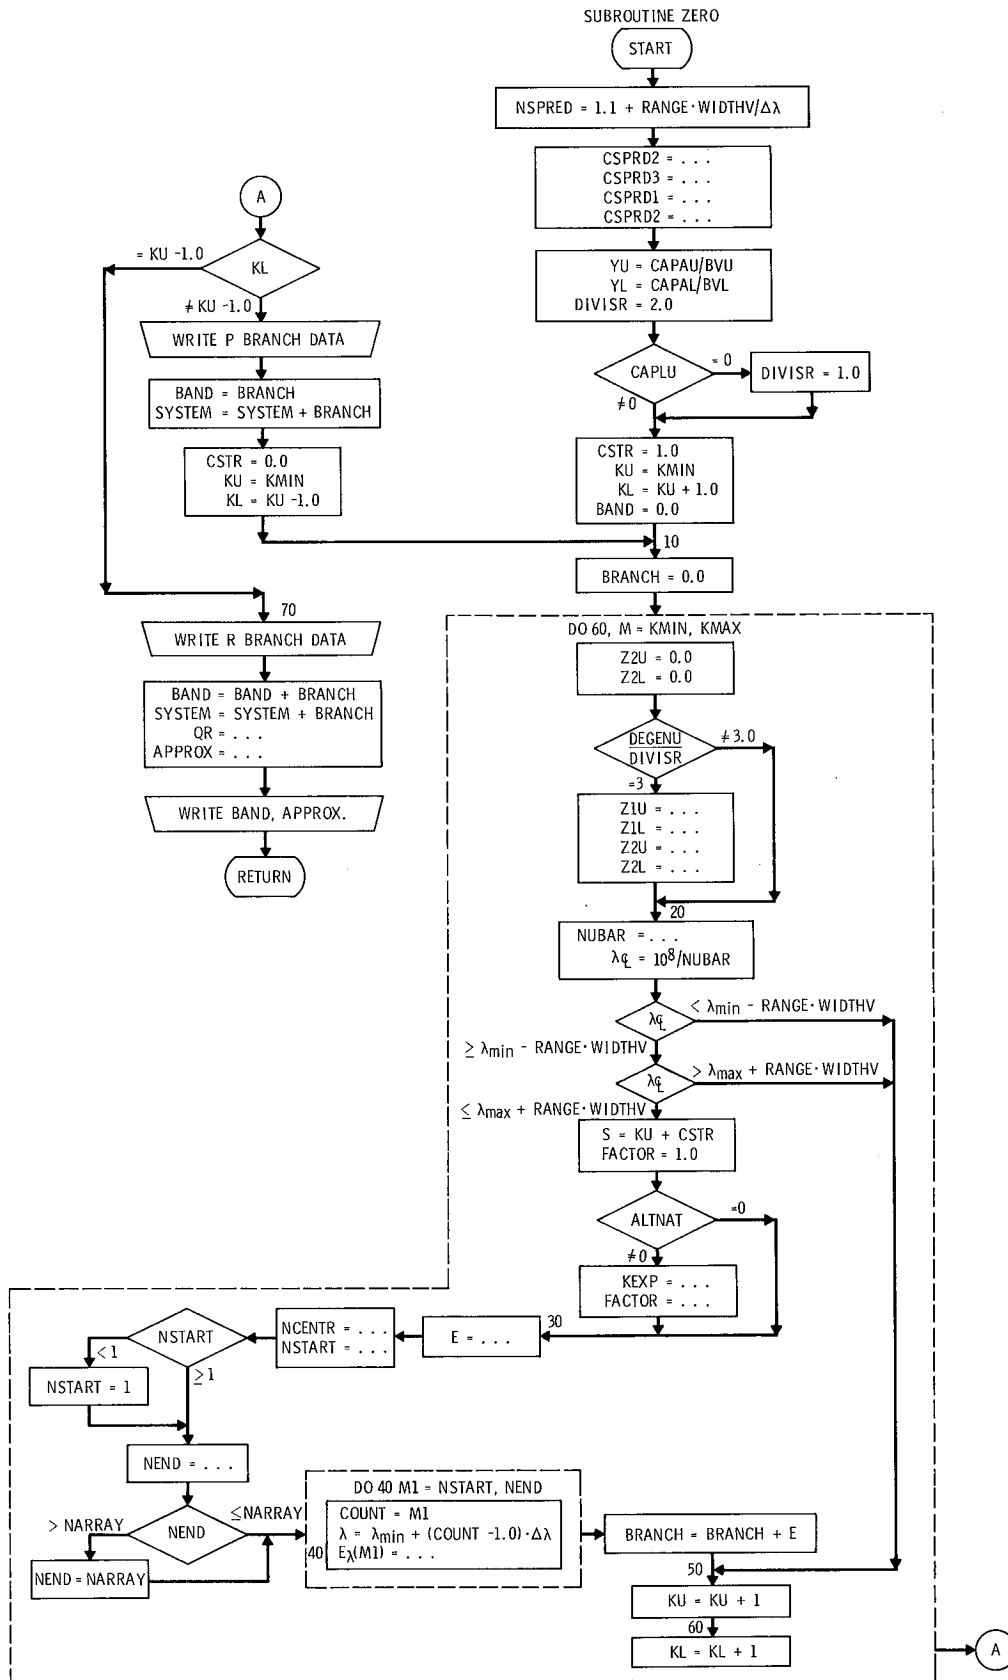 SUBROUTINE ZERO
START
NSPRED = 1.1 + RANGE·WIDTHV/Δλ
CSPRD2 = . . .
CSPRD3 = . . .
CSPRD1 = . . .
CSPRD2 = . . .
YU = CAPAU/BVU
YL = CAPAL/BVL
DIVISR = 2.0
CAPLU
= 0
DIVISR = 1.0
≠0
CSTR = 1.0
KU = KMIN
KL = KU + 1.0
BAND = 0.0
10
BRANCH = 0.0
A
= KU -1.0
KL
≠ KU -1.0
WRITE P BRANCH DATA
BAND = BRANCH
SYSTEM = SYSTEM + BRANCH
CSTR = 0.0
KU = KMIN
KL = KU -1.0
70
WRITE R BRANCH DATA
BAND = BAND + BRANCH
SYSTEM = SYSTEM + BRANCH
QR = . . .
APPROX = . . .
WRITE BAND, APPROX.
RETURN
DO 60, M = KMIN, KMAX
Z2U = 0.0
Z2L = 0.0
DEGENU
DIVISR
≠3.0
=3
Z1U = . . .
Z1L = . . .
Z2U = . . .
Z2L = . . .
20
NUBAR = . . .
λ℄ = 10⁸/NUBAR
λ℄
< λmin - RANGE·WIDTHV
≥ λmin - RANGE·WIDTHV
λ℄
> λmax + RANGE·WIDTHV
≤ λmax + RANGE·WIDTHV
S = KU + CSTR
FACTOR = 1.0
ALTNAT
=0
≠0
KEXP = . . .
FACTOR = . . .
30
E = . . .
NCENTR = . . .
NSTART = . . .
NSTART
<1
≥1
NSTART = 1
NEND = . . .
NEND
> NARRAY
≤NARRAY
NEND=NARRAY
DO 40 M1 = NSTART, NEND
COUNT = M1
λ = λmin + (COUNT -1.0)·Δλ
40
Eλ(M1) = . . .
BRANCH = BRANCH + E
50
KU = KU + 1
60
KL = KL + 1
A